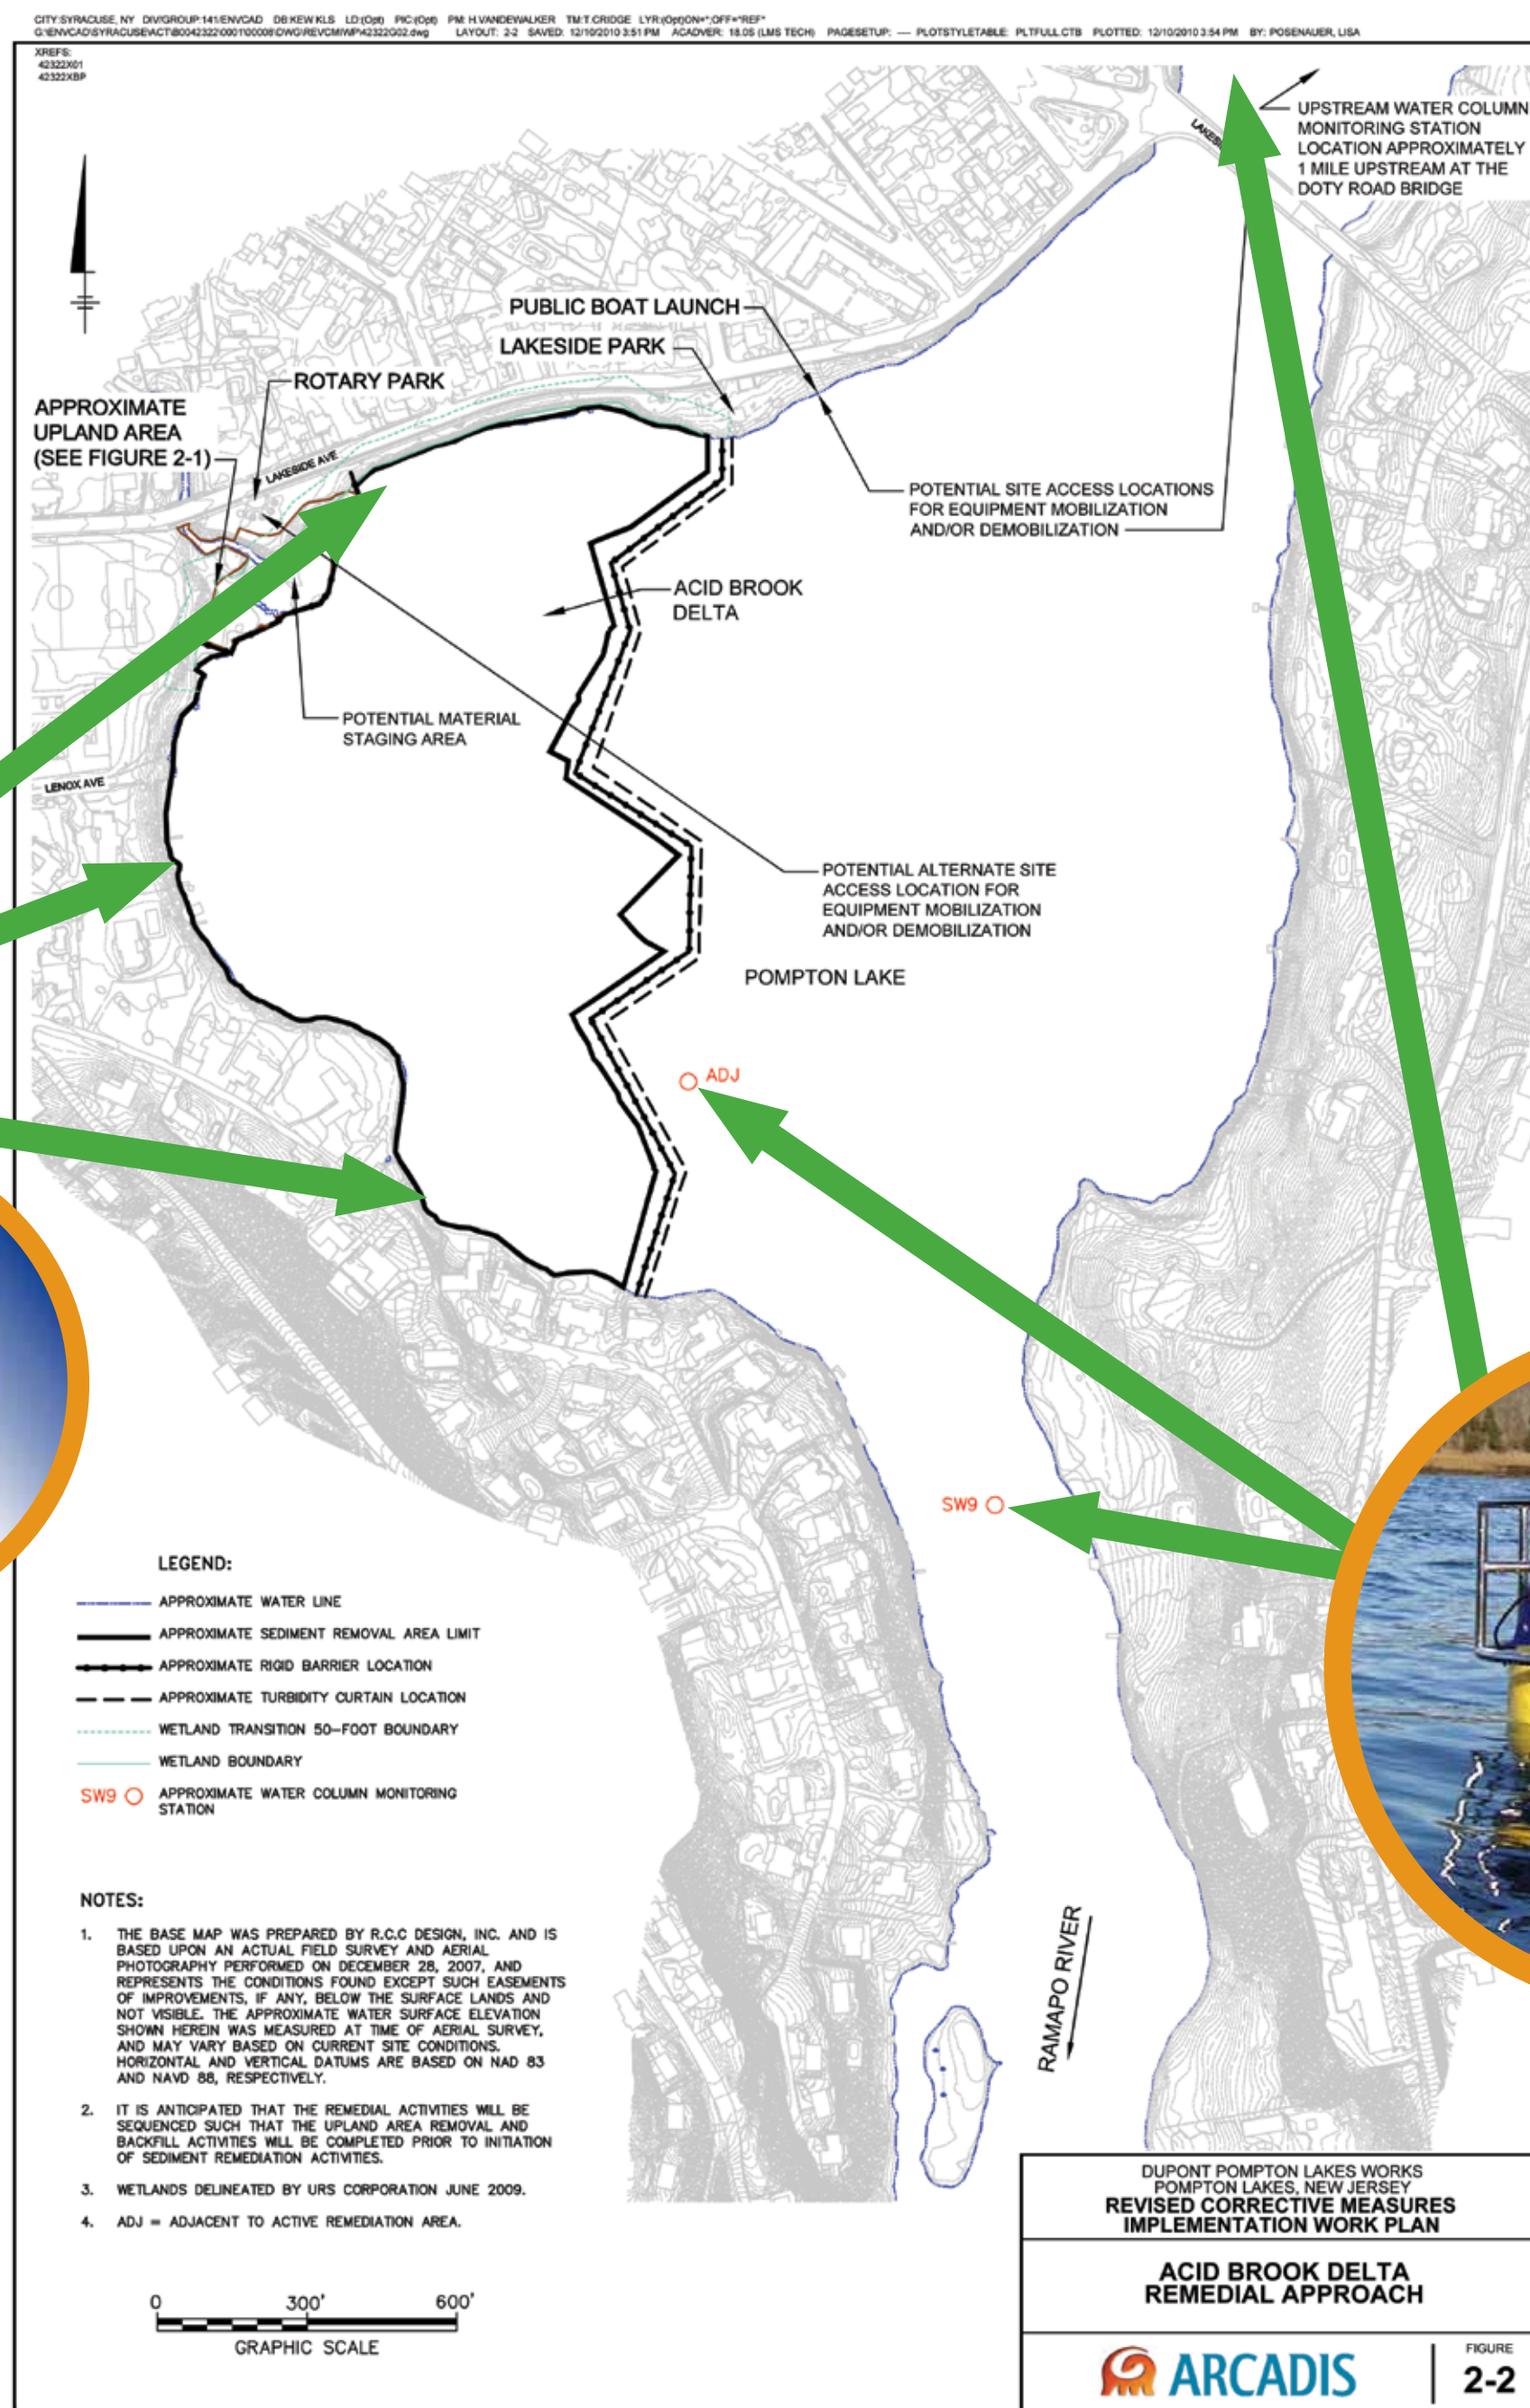 CITY:SYRACUSE, NY DIV/GROUP:141/ENVCAD DB:KEW KLS LD:(Opt) PIC:(Opt) PM: H.VANDEWALKER TM:T.CRIDGE LYR:(Opt)ON=*;OFF=*REF*
G:\ENVCAD\SYRACUSE\ACT\B0042322\0001\00008\DWG\REVCMIWP\42322G02.dwg LAYOUT: 2-2 SAVED: 12/10/2010 3:51 PM ACADVER: 18.0S (LMS TECH) PAGESETUP: --- PLOTSTYLETABLE: PLTFULL.CTB PLOTTED: 12/10/2010 3:54 PM BY: POSENAUER, LISA
XREFS:
42322X01
42322XBP
UPSTREAM WATER COLUMN
MONITORING STATION
LOCATION APPROXIMATELY
1 MILE UPSTREAM AT THE
DOTY ROAD BRIDGE
PUBLIC BOAT LAUNCH
LAKESIDE PARK
ROTARY PARK
APPROXIMATE
UPLAND AREA
(SEE FIGURE 2-1)
LAKESIDE AVE
POTENTIAL SITE ACCESS LOCATIONS
FOR EQUIPMENT MOBILIZATION
AND/OR DEMOBILIZATION
ACID BROOK
DELTA
POTENTIAL MATERIAL
STAGING AREA
LENOX AVE
POTENTIAL ALTERNATE SITE
ACCESS LOCATION FOR
EQUIPMENT MOBILIZATION
AND/OR DEMOBILIZATION
POMPTON LAKE
ADJ
SW9
LEGEND:
APPROXIMATE WATER LINE
APPROXIMATE SEDIMENT REMOVAL AREA LIMIT
APPROXIMATE RIGID BARRIER LOCATION
APPROXIMATE TURBIDITY CURTAIN LOCATION
WETLAND TRANSITION 50-FOOT BOUNDARY
WETLAND BOUNDARY
SW9 APPROXIMATE WATER COLUMN MONITORING
STATION
NOTES:
1. THE BASE MAP WAS PREPARED BY R.C.C DESIGN, INC. AND IS
BASED UPON AN ACTUAL FIELD SURVEY AND AERIAL
PHOTOGRAPHY PERFORMED ON DECEMBER 28, 2007, AND
REPRESENTS THE CONDITIONS FOUND EXCEPT SUCH EASEMENTS
OF IMPROVEMENTS, IF ANY, BELOW THE SURFACE LANDS AND
NOT VISIBLE. THE APPROXIMATE WATER SURFACE ELEVATION
SHOWN HEREIN WAS MEASURED AT TIME OF AERIAL SURVEY,
AND MAY VARY BASED ON CURRENT SITE CONDITIONS.
HORIZONTAL AND VERTICAL DATUMS ARE BASED ON NAD 83
AND NAVD 88, RESPECTIVELY.
2. IT IS ANTICIPATED THAT THE REMEDIAL ACTIVITIES WILL BE
SEQUENCED SUCH THAT THE UPLAND AREA REMOVAL AND
BACKFILL ACTIVITIES WILL BE COMPLETED PRIOR TO INITIATION
OF SEDIMENT REMEDIATION ACTIVITIES.
3. WETLANDS DELINEATED BY URS CORPORATION JUNE 2009.
4. ADJ = ADJACENT TO ACTIVE REMEDIATION AREA.
RAMAPO RIVER
0 300' 600'
GRAPHIC SCALE
DUPONT POMPTON LAKES WORKS
POMPTON LAKES, NEW JERSEY
REVISED CORRECTIVE MEASURES
IMPLEMENTATION WORK PLAN
ACID BROOK DELTA
REMEDIAL APPROACH
ARCADIS
FIGURE
2-2